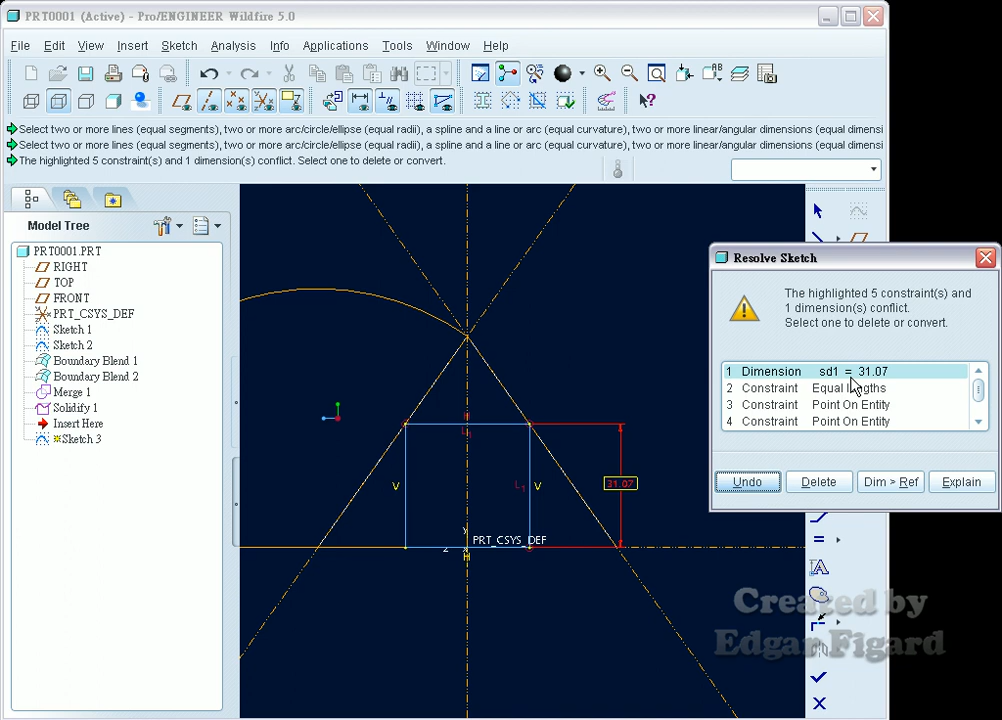 PRT0001 (Active) - Pro/ENGINEER Wildfire 5.0
File Edit View Insert Sketch Analysis Info Applications Tools Window Help
Select two or more lines (equal segments), two or more arc/circle/ellipse (equal radii), a spline and a line or arc (equal curvature), two or more linear/angular dimensions (equal dimensi
Select two or more lines (equal segments), two or more arc/circle/ellipse (equal radii), a spline and a line or arc (equal curvature), two or more linear/angular dimensions (equal dimensi
The highlighted 5 constraint(s) and 1 dimension(s) conflict. Select one to delete or convert.
Model Tree
PRT0001.PRT
RIGHT
TOP
FRONT
PRT_CSYS_DEF
Sketch 1
Sketch 2
Boundary Blend 1
Boundary Blend 2
Merge 1
Solidify 1
Insert Here
Sketch 3
H
L1
V
L1 V
31.07
Y
PRT_CSYS_DEF
Z X
H
Resolve Sketch
The highlighted 5 constraint(s) and
1 dimension(s) conflict.
Select one to delete or convert.
1 Dimension sd1 = 31.07
2 Constraint Equal Lengths
3 Constraint Point On Entity
4 Constraint Point On Entity
Undo Delete Dim > Ref Explain
Created by
Edgar Figard